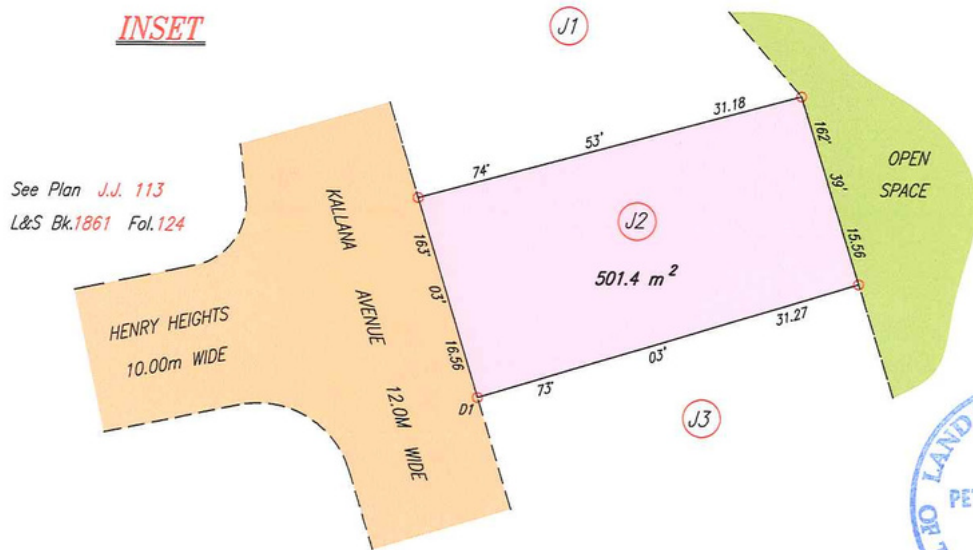 INSET
J1
31.18
53'
74'
162'
39'
15.56
OPEN
SPACE
See Plan J.J. 113
L&S Bk.1861 Fol.124
KALLANA
AVENUE
12.0M WIDE
163'
03'
16.56
J2
501.4 m²
HENRY HEIGHTS
10.00m WIDE
31.27
03'
73'
D1
J3
LAND